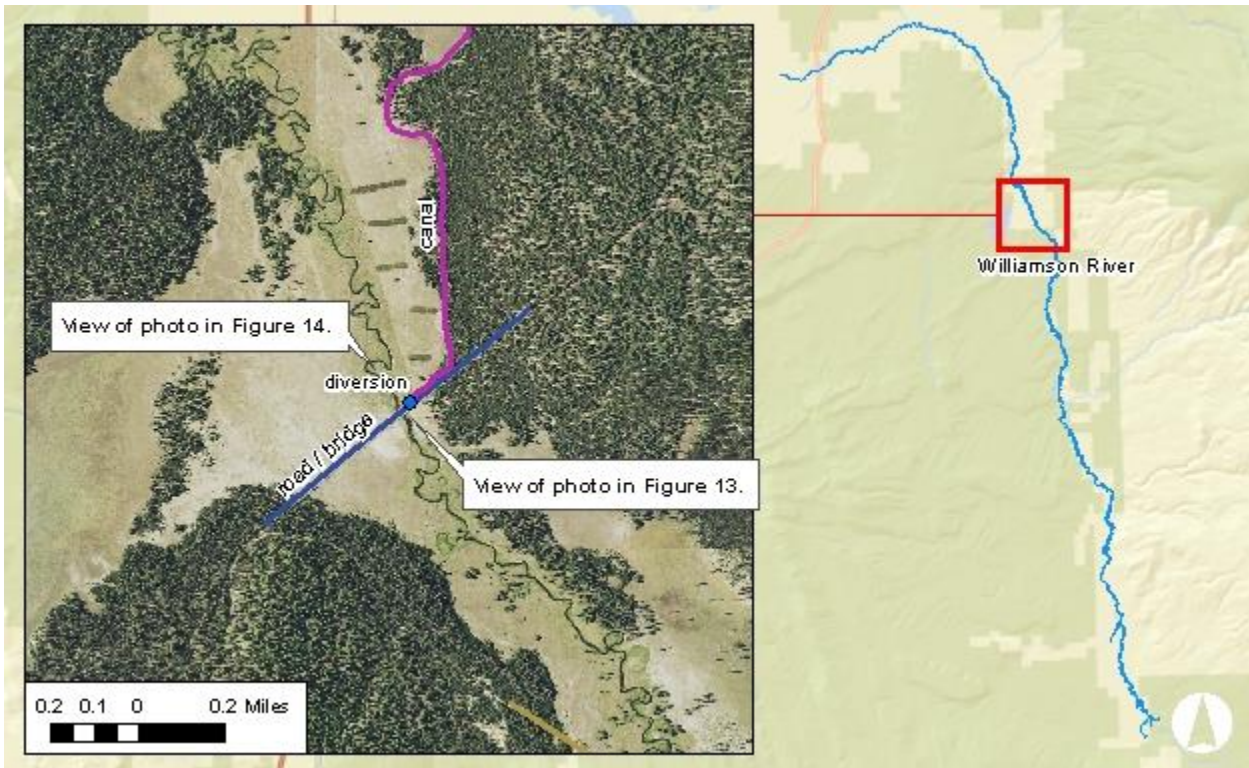 canal
View of photo in Figure 14.
diversion
road / bridge
View of photo in Figure 13.
0.2 0.1 0 0.2 Miles
Williamson River